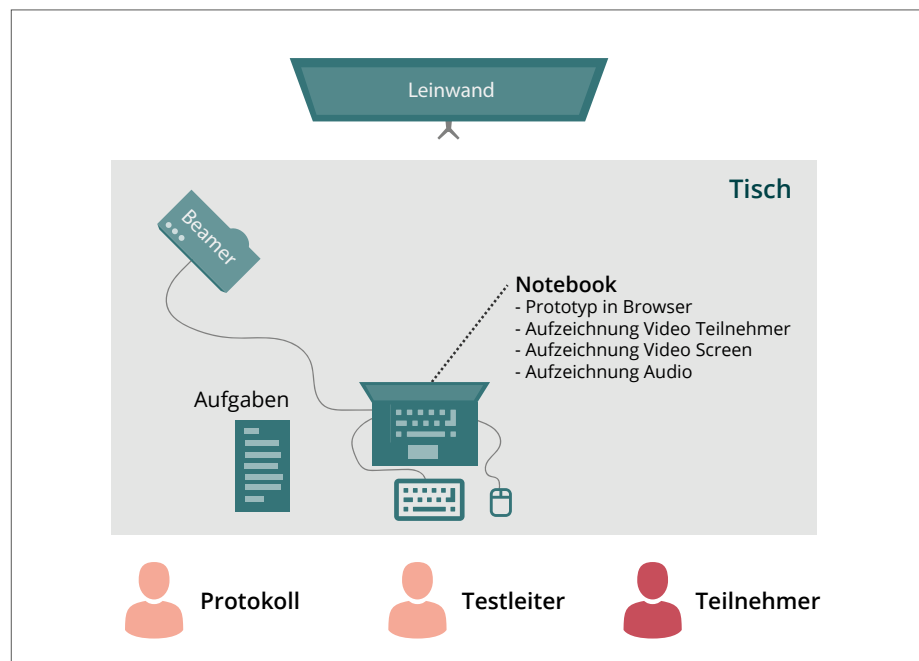 Leinwand
Tisch
Beamer
Notebook
- Prototyp in Browser
- Aufzeichnung Video Teilnehmer
- Aufzeichnung Video Screen
- Aufzeichnung Audio
Aufgaben
Protokoll
Testleiter
Teilnehmer